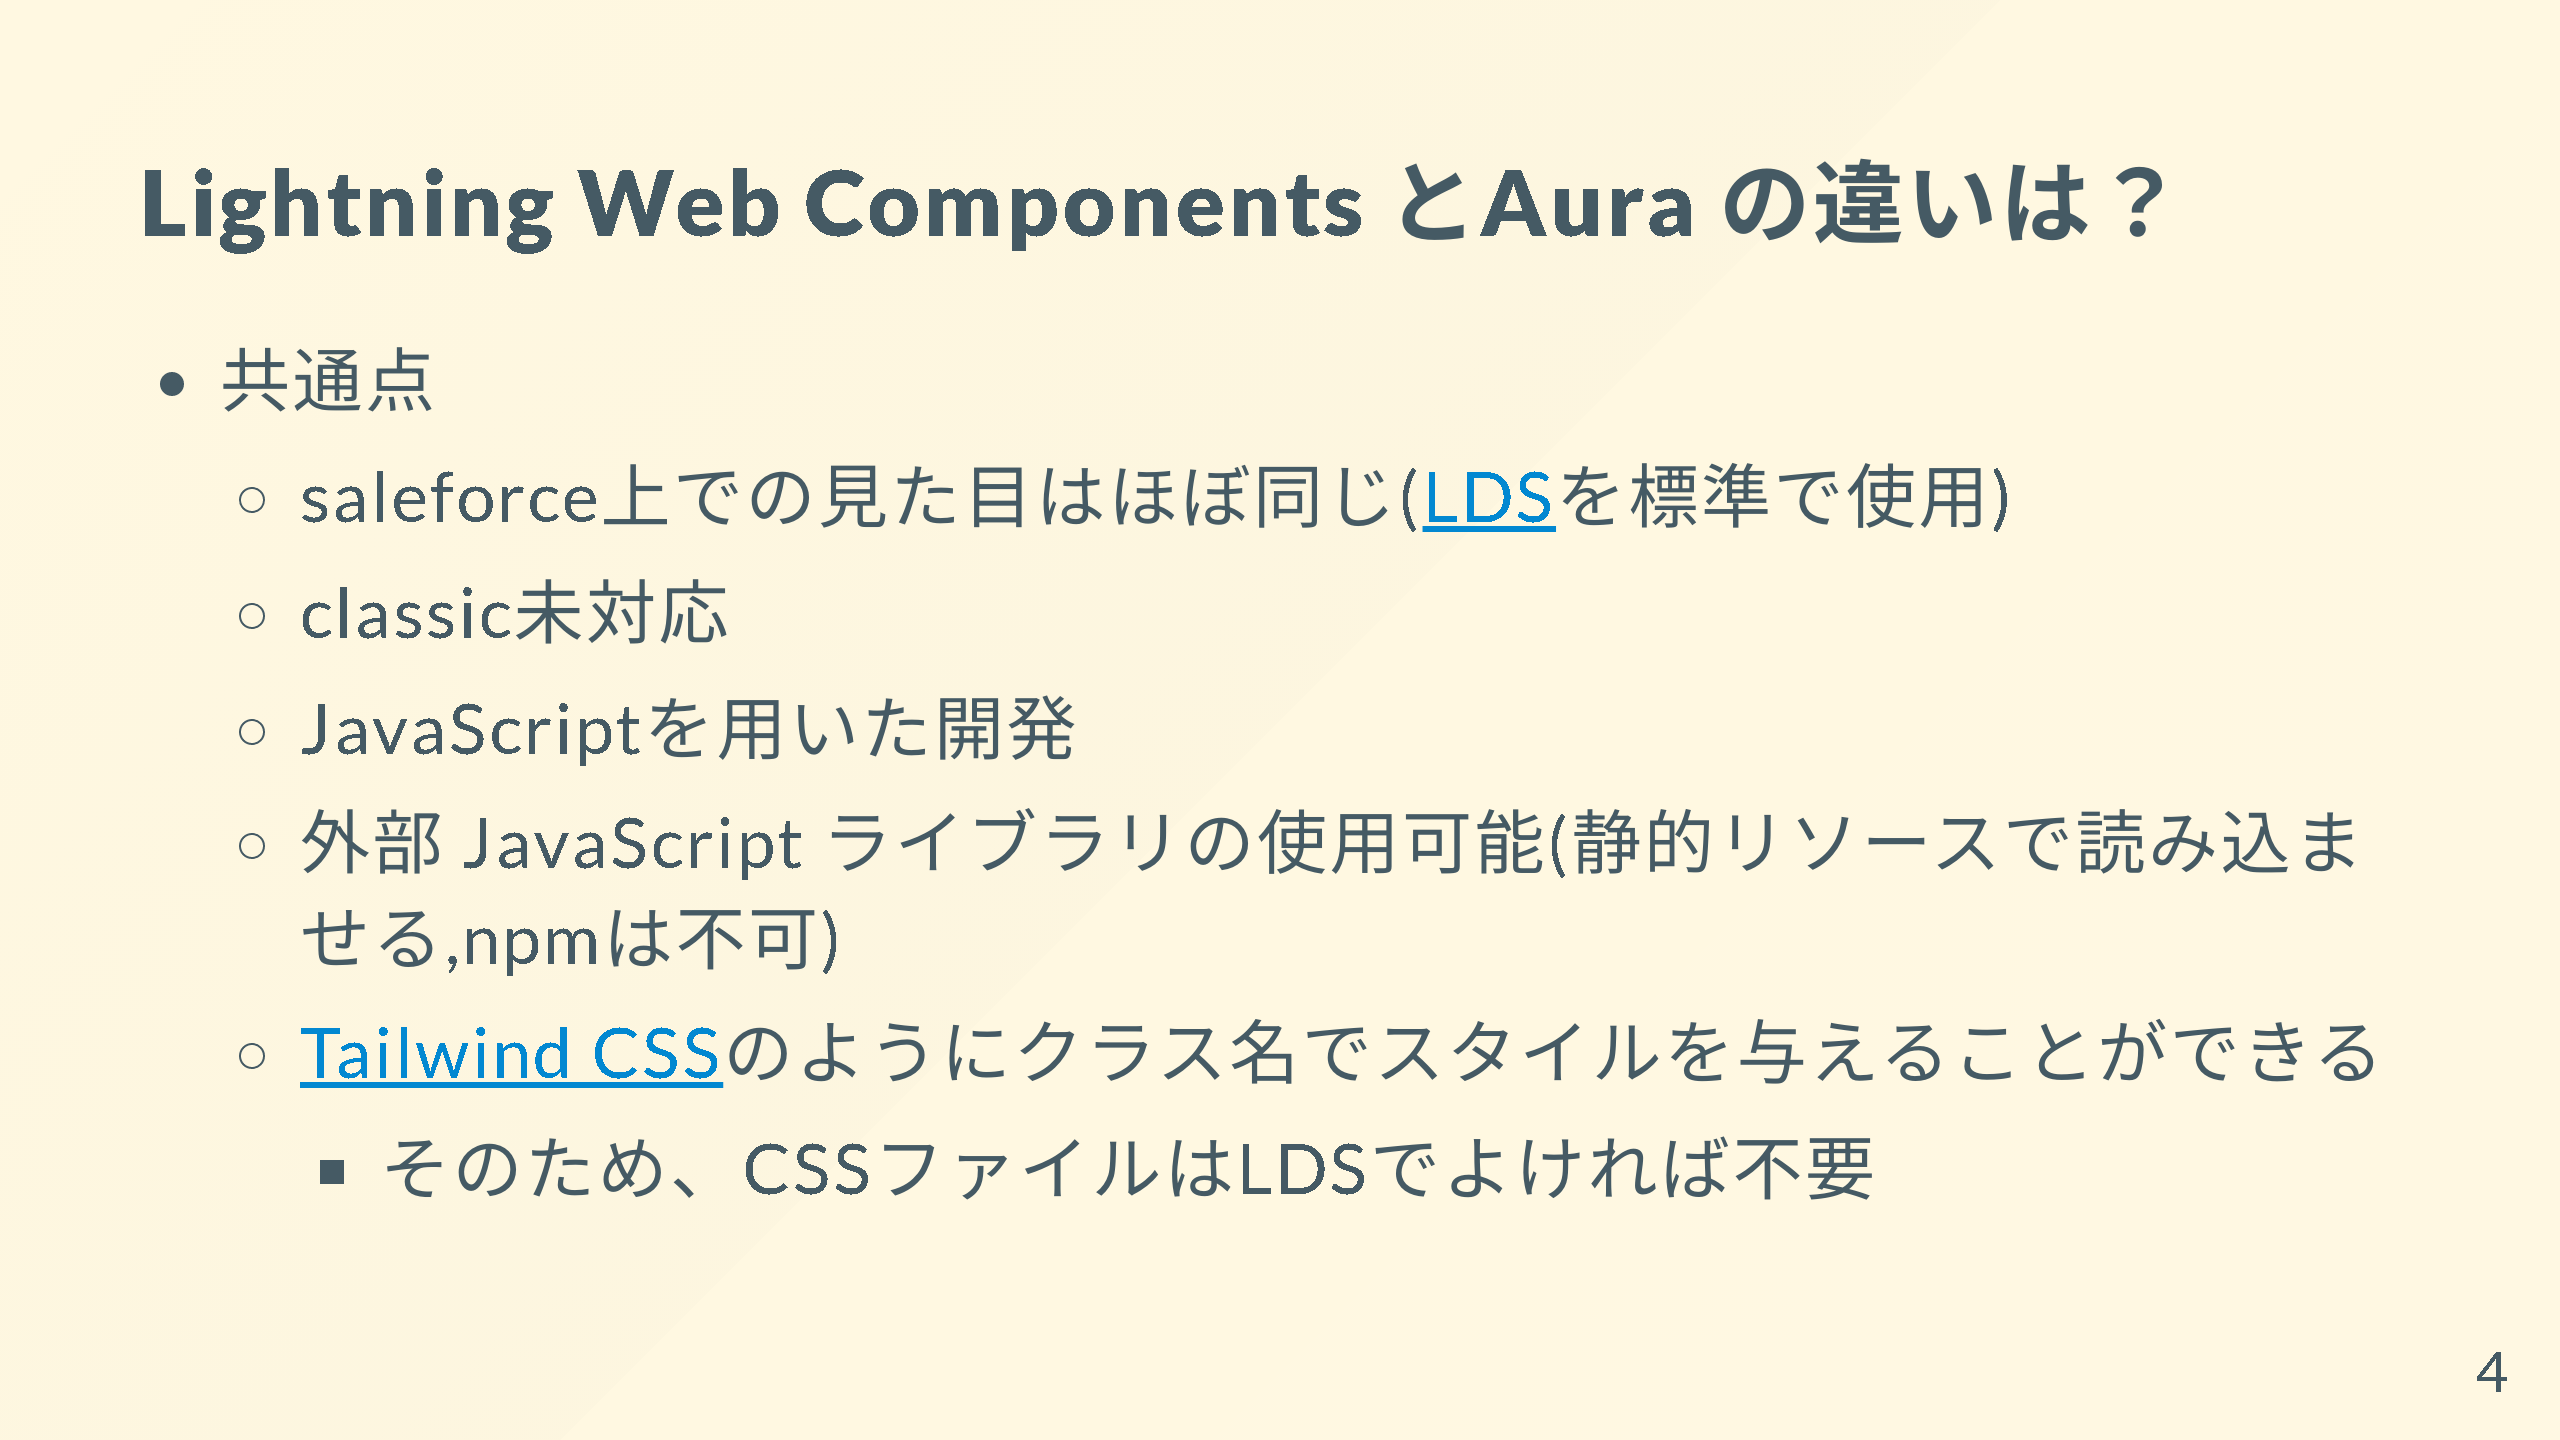 Lightning Web Components とAura の違いは？
共通点
saleforce上での見た目はほぼ同じ(LDSを標準で使用)
classic未対応
JavaScriptを用いた開発
外部 JavaScript ライブラリの使用可能(静的リソースで読み込ま
せる,npmは不可)
Tailwind CSSのようにクラス名でスタイルを与えることができる
そのため、CSSファイルはLDSでよければ不要
4